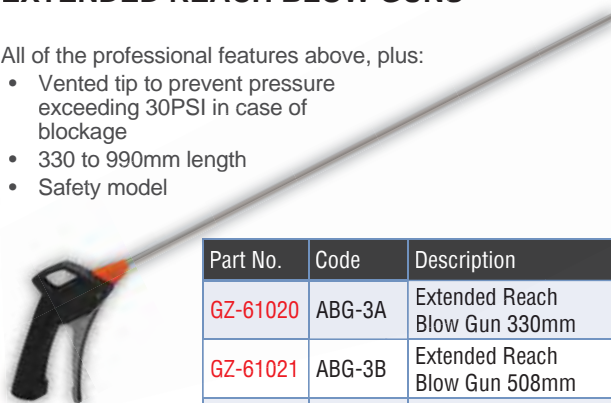 EXTENDED REACH BLOW GUNS
All of the professional features above, plus:
• Vented tip to prevent pressure
exceeding 30PSI in case of
blockage
• 330 to 990mm length
• Safety model
Part No. Code Description
GZ-61020 ABG-3A Extended Reach
Blow Gun 330mm
GZ-61021 ABG-3B Extended Reach
Blow Gun 508mm